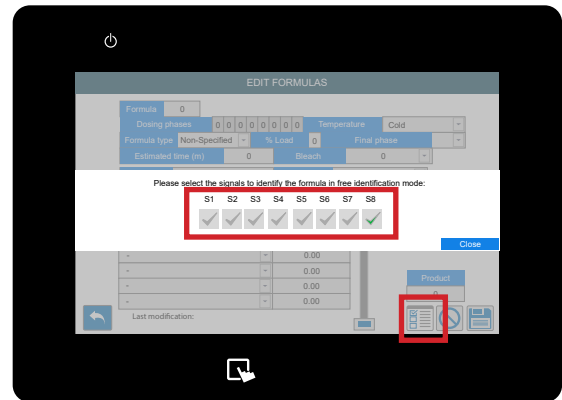 EDIT FORMULAS
Formula 0
Dosing phases 0 0 0 0 0 0 0 0 Temperature Cold
Formula type Non-Specified % Load 0 Final phase
Estimated time (m) 0 Bleach 0
Please select the signals to identify the formula in free identification mode:
S1 S2 S3 S4 S5 S6 S7 S8
Close
- 0.00
- 0.00
- 0.00
- 0.00
Product
Last modification: